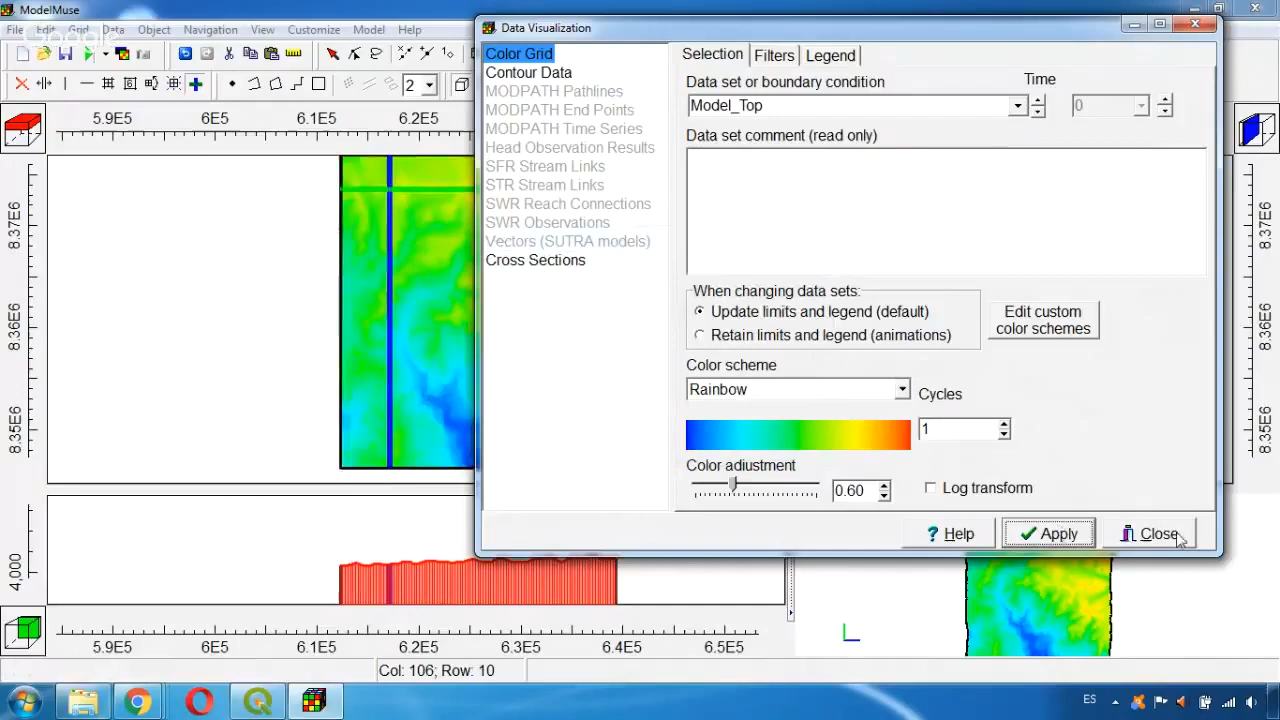 ModelMuse
File Edit Grid Data Object Navigation View Customize Model Help
2
5.9E5 6E5 6.1E5 6.2E5
8.37E6
8.36E6
8.35E6
4,000
5.9E5 6E5 6.1E5 6.2E5 6.3E5 6.4E5 6.5E5
Col: 106; Row: 10
Data Visualization
Color Grid
Contour Data
MODPATH Pathlines
MODPATH End Points
MODPATH Time Series
Head Observation Results
SFR Stream Links
STR Stream Links
SWR Reach Connections
SWR Observations
Vectors (SUTRA models)
Cross Sections
Selection Filters Legend
Data set or boundary condition Time
Model_Top 0
Data set comment (read only)
When changing data sets:
Update limits and legend (default)
Retain limits and legend (animations)
Edit custom
color schemes
Color scheme
Rainbow
Cycles
1
Color adjustment
0.60
Log transform
? Help Apply Close
8.37E6
8.36E6
8.35E6
ES